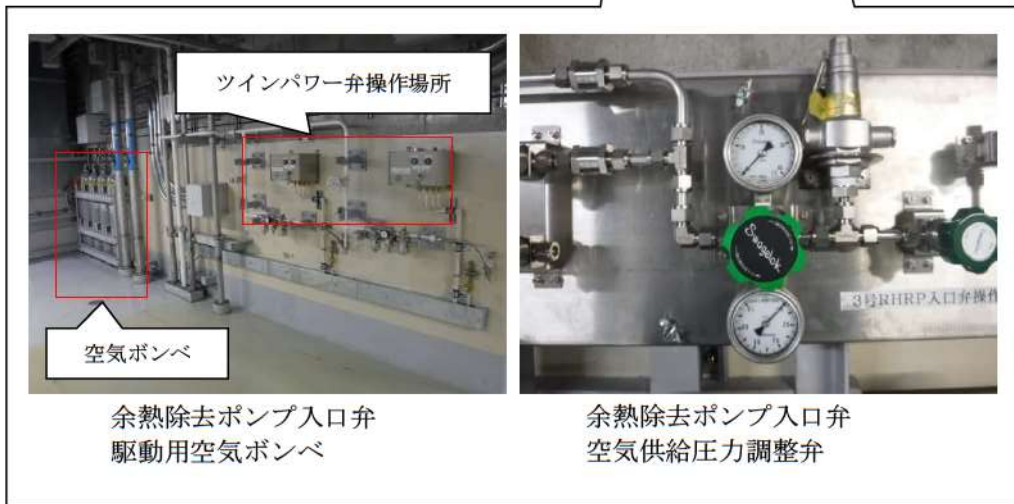 ツインパワー弁操作場所
空気ボンベ
Swagelok
3号RHRP入口弁操作
余熱除去ポンプ入口弁
駆動用空気ボンベ
余熱除去ポンプ入口弁
空気供給圧力調整弁